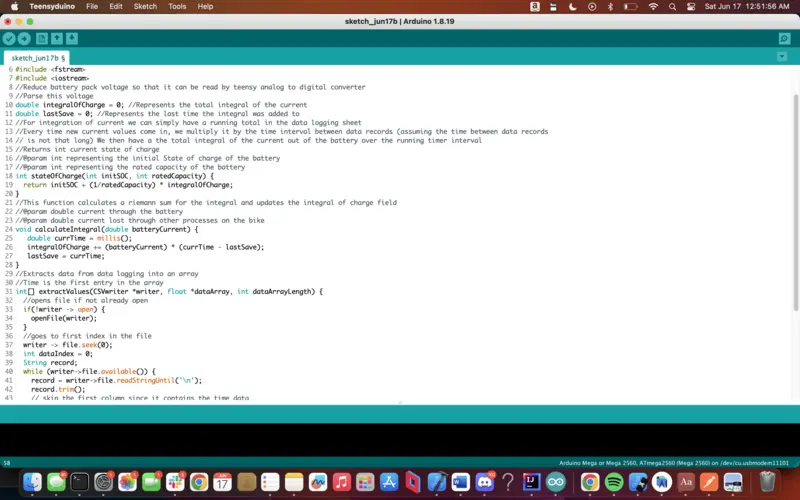 Teensyduino File Edit Sketch Tools Help
Sat Jun 17 12:51:56 AM
sketch_jun17b | Arduino 1.8.19
sketch_jun17b §
6 #include <fstream>
7 #include <iostream>
8 //Reduce battery pack voltage so that it can be read by teensy analog to digital converter
9 //Parse this voltage
10 double integralOfCharge = 0; //Represents the total integral of the current
11 double lastSave = 0; //Represents the last time the integral was added to
12 //For integration of current we can simply have a running total in the data logging sheet
13 //Every time new current values come in, we multiply it by the time interval between data records (assuming the time between data records
14 // is not that long) We then have a the total integral of the current out of the battery over the running timer interval
15 //Returns int current state of charge
16 //@param int representing the initial State of charge of the battery
17 //@param int representing the rated capacity of the battery
18 int stateOfCharge(int initSOC, int ratedCapacity) {
19 return initSOC + (1/ratedCapacity) * integralOfCharge;
20 }
21 //This function calculates a riemann sum for the integral and updates the integral of charge field
22 //@param double current through the battery
23 //@param double current lost through other processes on the bike
24 void calculateIntegral(double batteryCurrent) {
25 double currTime = millis();
26 integralOfCharge += (batteryCurrent) * (currTime - lastSave);
27 lastSave = currTime;
28 }
29 //Extracts data from data logging into an array
30 //Time is the first entry in the array
31 int[] extractValues(CSVwriter *writer, float *dataArray, int dataArrayLength) {
32 //opens file if not already open
33 if(!writer -> open) {
34 openFile(writer);
35 }
36 //goes to first index in the file
37 writer -> file.seek(0);
38 int dataIndex = 0;
39 String record;
40 while (writer->file.available()) {
41 record = writer->file.readStringUntil('\n');
42 record.trim();
43 // skip the first column since it contains the time data
58
Arduino Mega or Mega 2560, ATmega2560 (Mega 2560) on /dev/cu.usbmodem11101
JUN
17